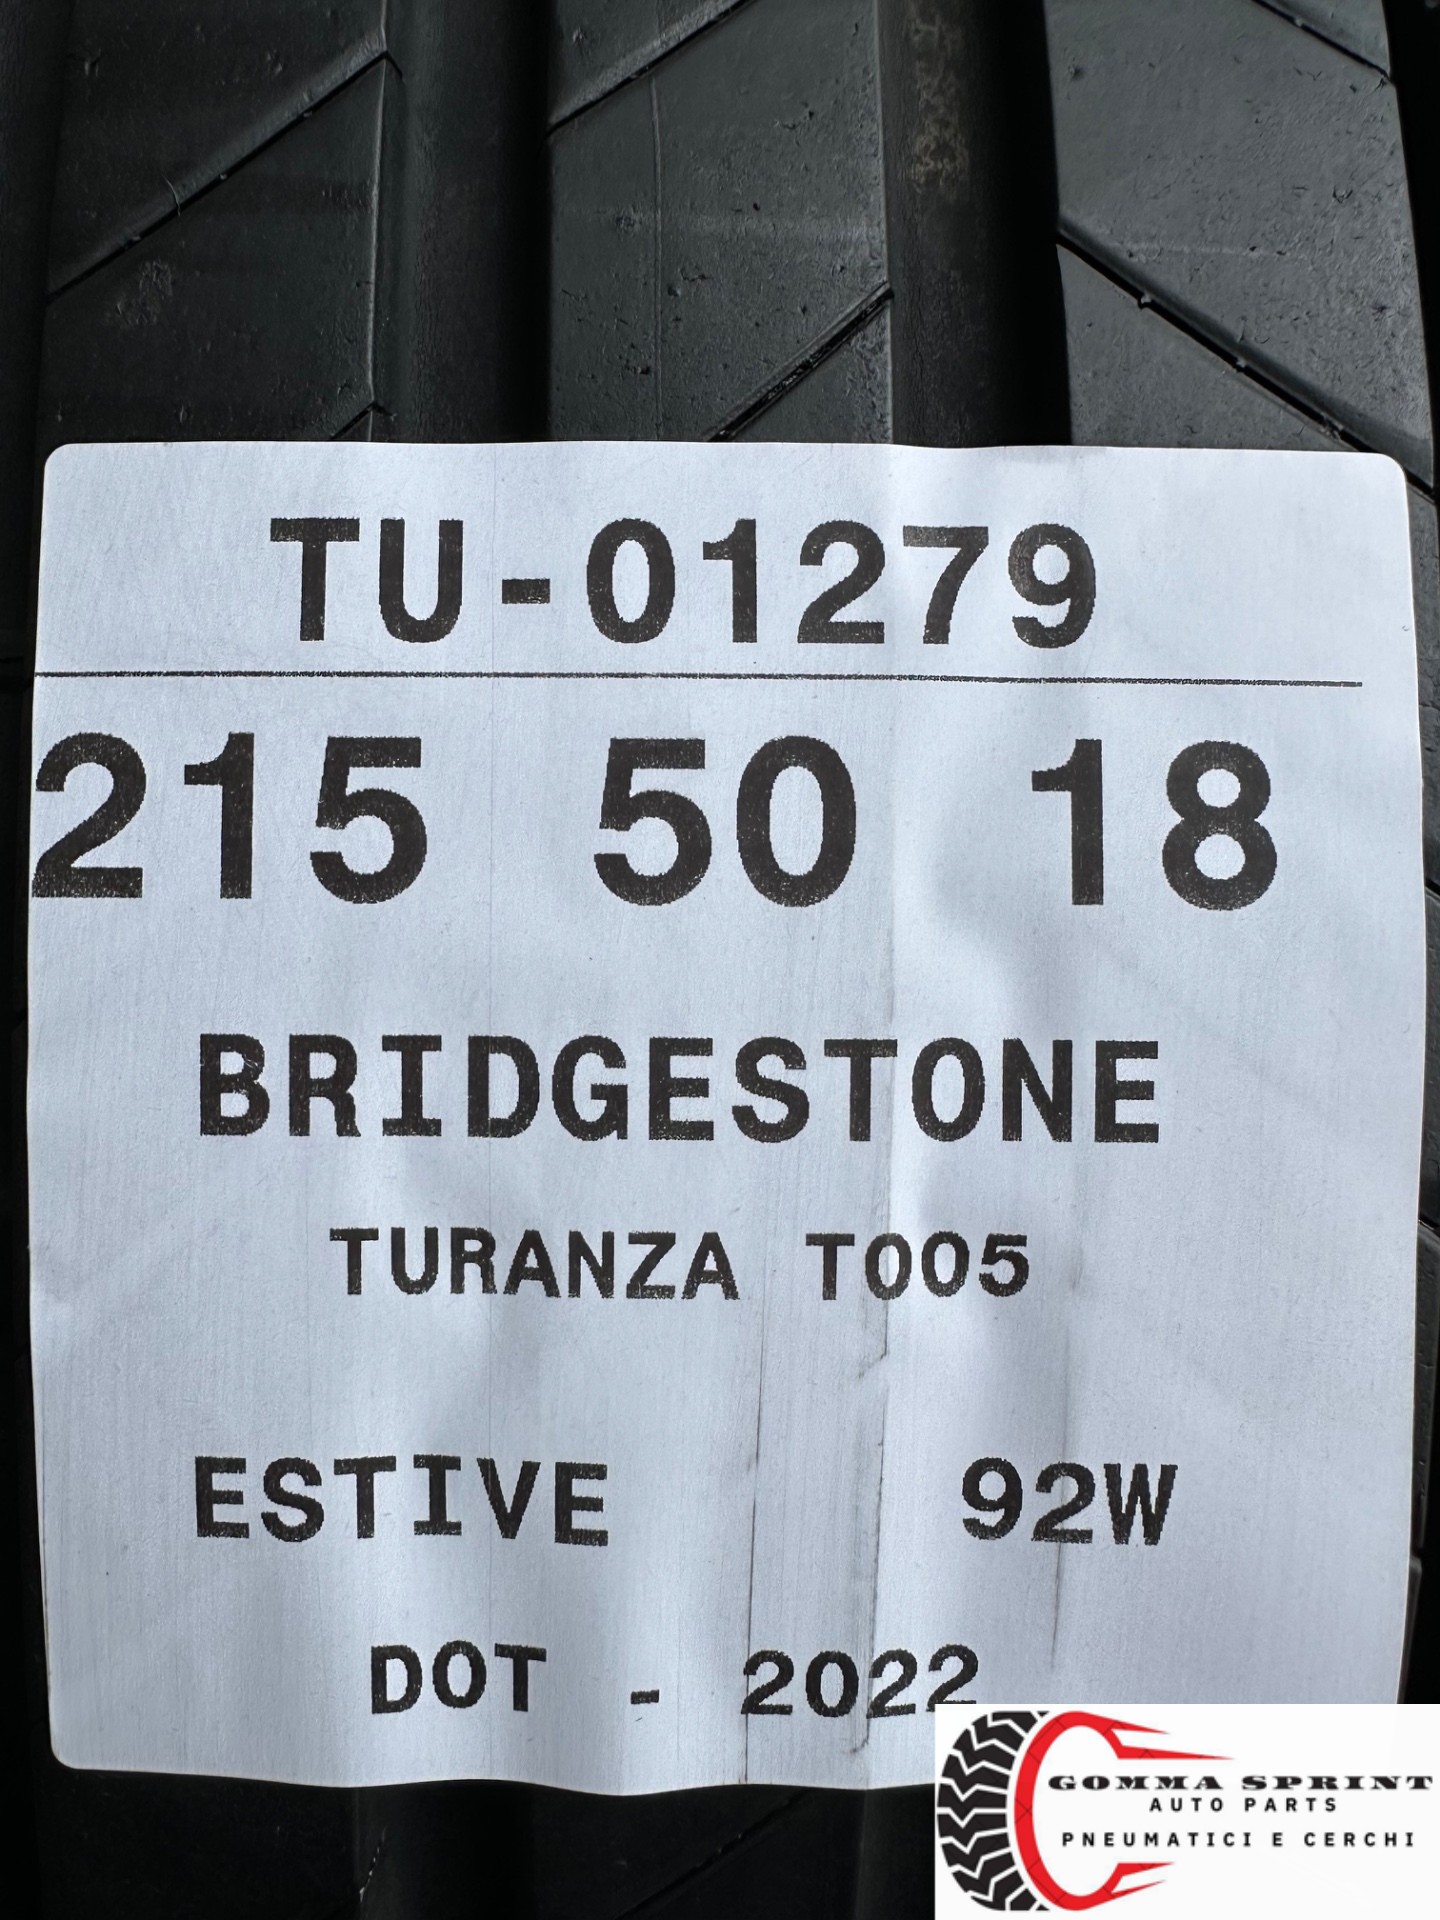 TU-01279
215 50 18
BRIDGESTONE
TURANZA T005
ESTIVE 92W
DOT - 2022
GOMMA SPRINT
AUTO PARTS
PNEUMATICI E CERCHI